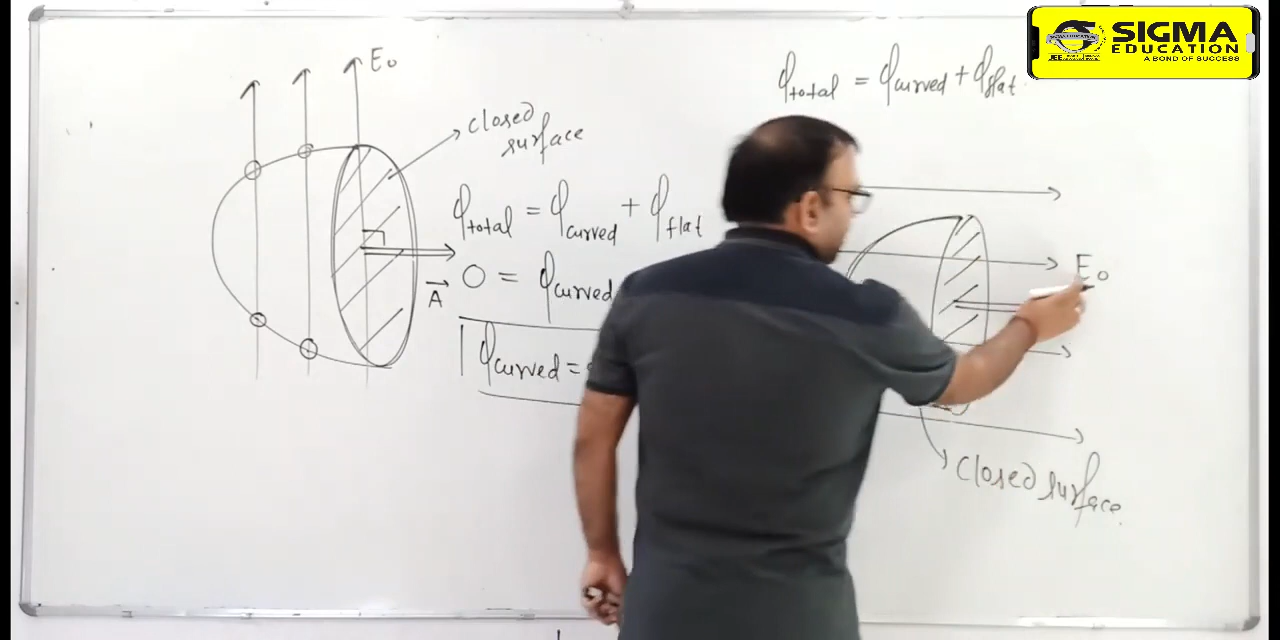 SIGMA
EDUCATION
A BOND OF SUCCESS
E₀
closed
surface
φtotal = φcurved + φflat
0 = φcurved
φcurved =
A
φtotal = φcurved + φflat
E₀
closed surface